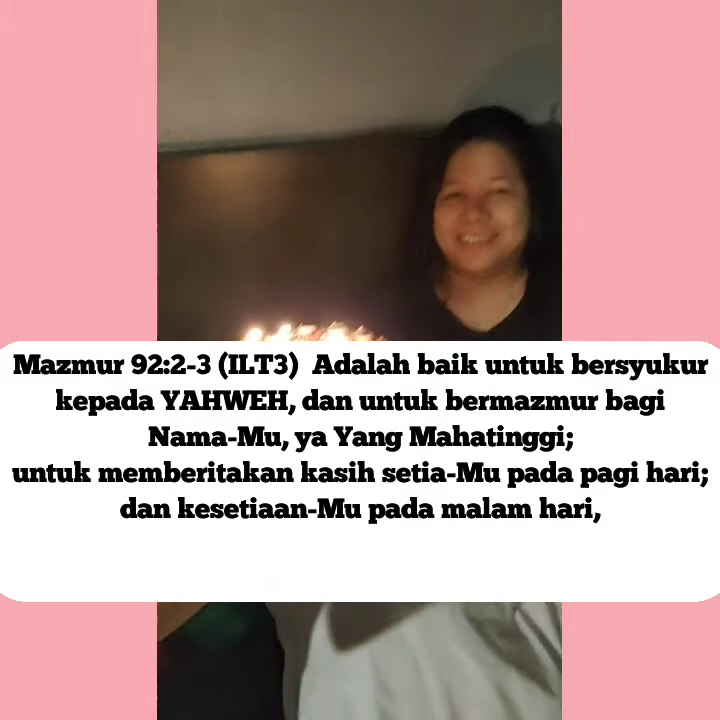 Mazmur 92:2-3 (ILT3)  Adalah baik untuk bersyukur
kepada YAHWEH, dan untuk bermazmur bagi
Nama-Mu, ya Yang Mahatinggi;
untuk memberitakan kasih setia-Mu pada pagi hari;
dan kesetiaan-Mu pada malam hari,